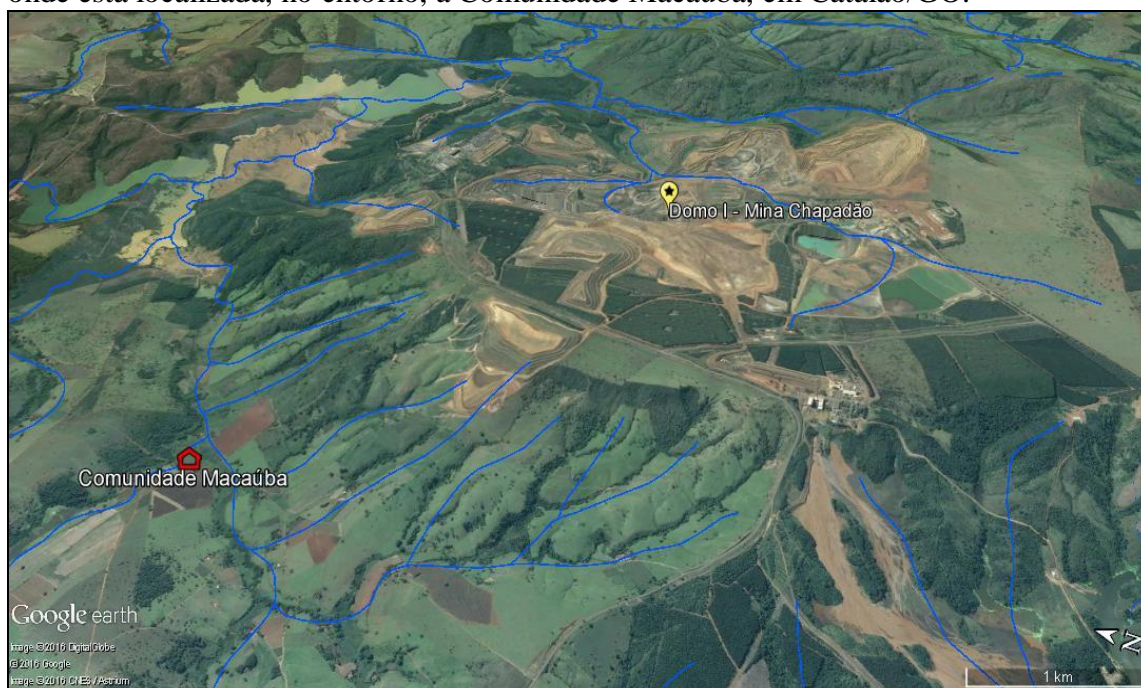 onde está localizada, no entorno, a Comunidade Macaúba, em Catalão/GO.
Domo I - Mina Chapadão
Comunidade Macaúba
Google earth
Image ©2016 DigitalGlobe
© 2016 Google
Image ©2016 CNES / Astrium
N
1 km